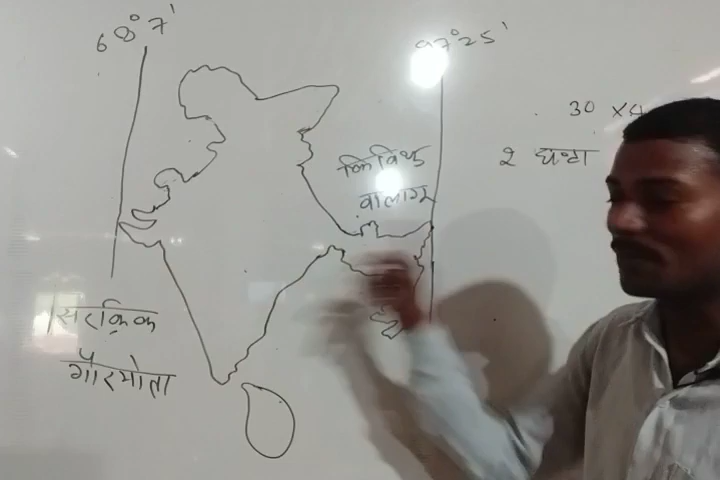 68°7'
97°25'
30 x 4
2 घण्टा
किविथु
वालांगू
सरक्रिक
गौरमोता